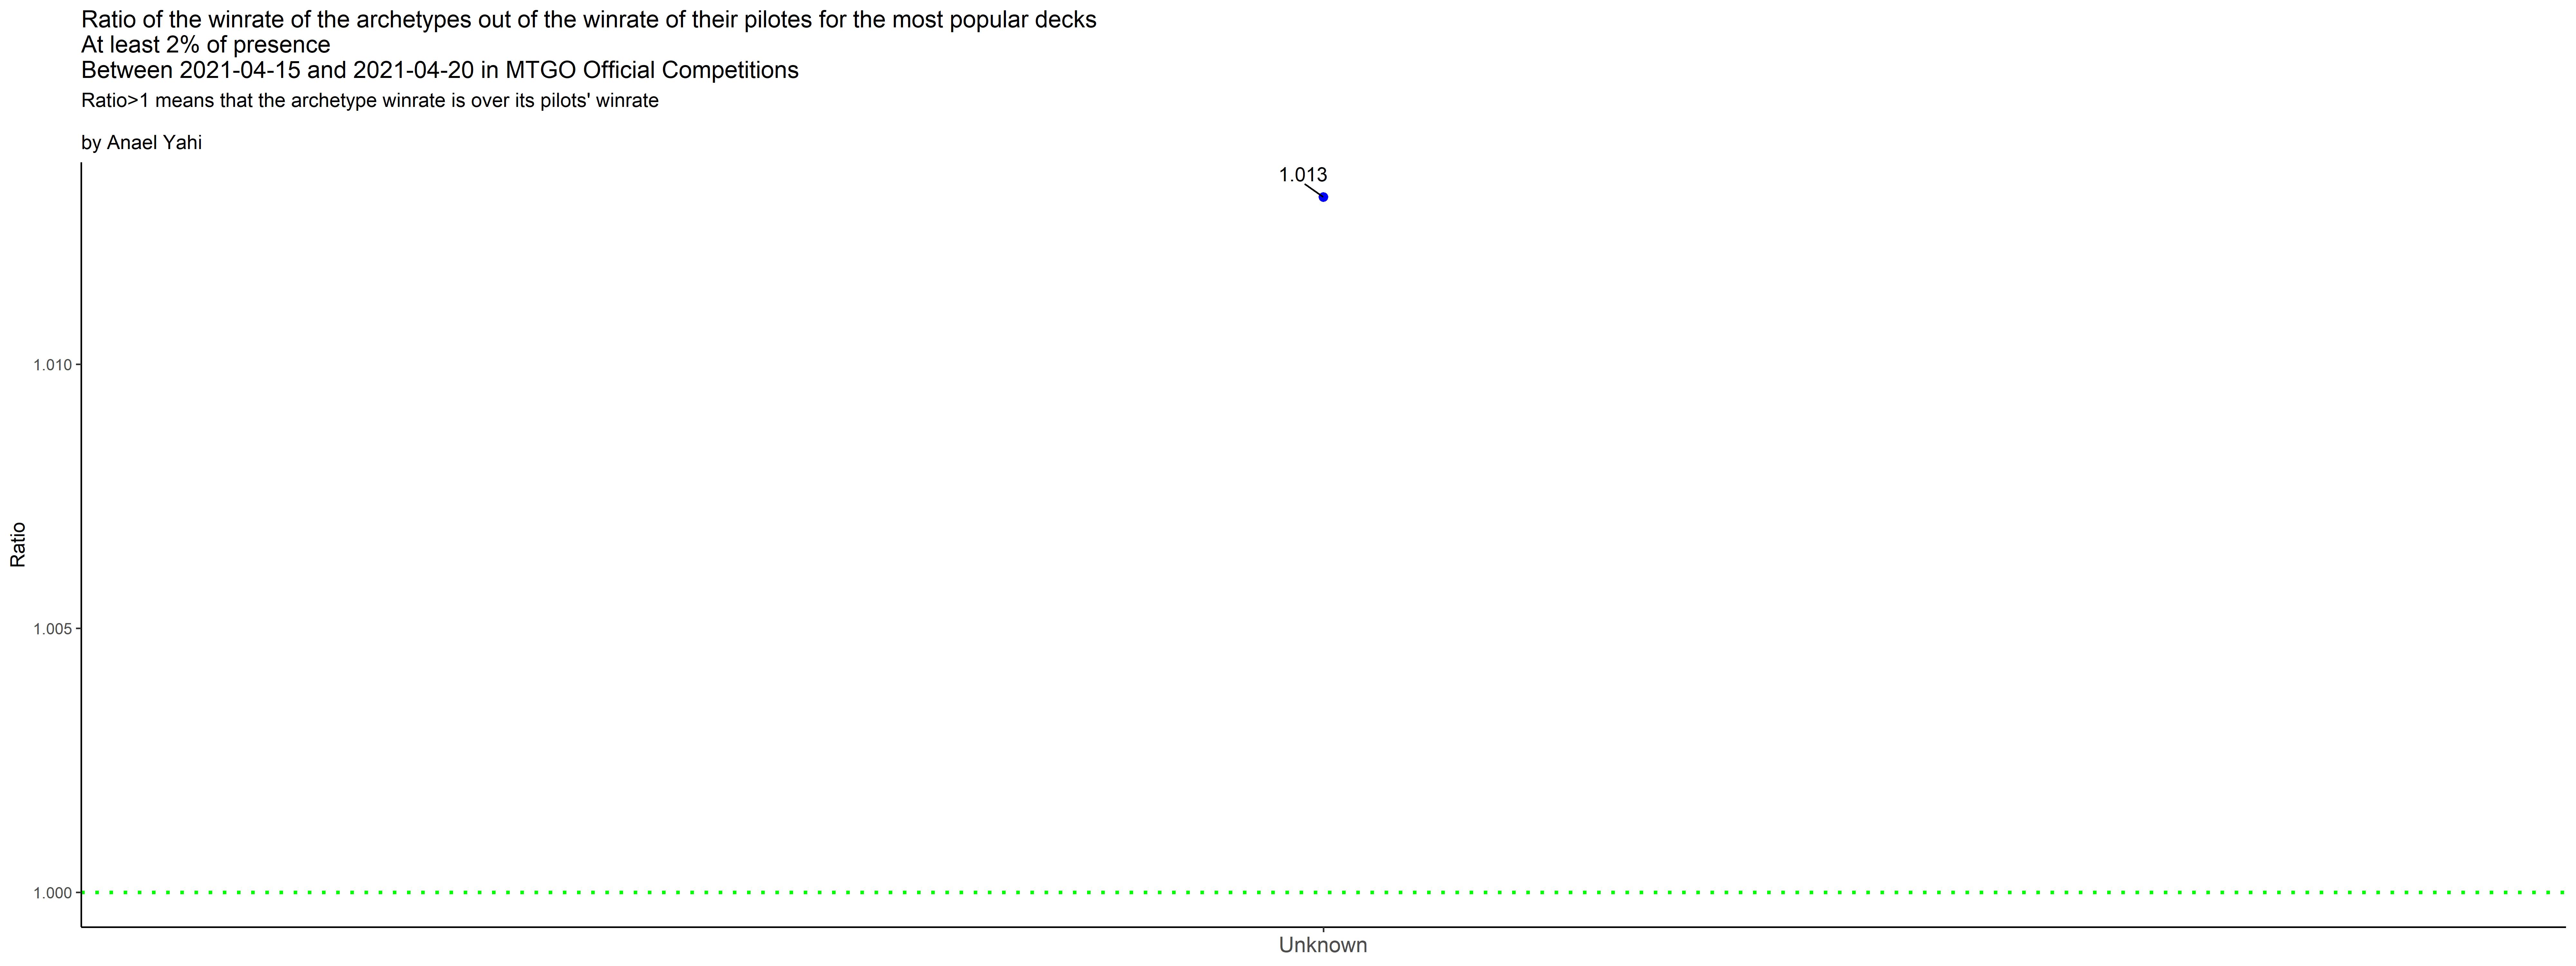 Ratio of the winrate of the archetypes out of the winrate of their pilotes for the most popular decks
At least 2% of presence
Between 2021-04-15 and 2021-04-20 in MTGO Official Competitions
Ratio>1 means that the archetype winrate is over its pilots' winrate
by Anael Yahi
1.013
1.010
Ratio
1.005
1.000
Unknown